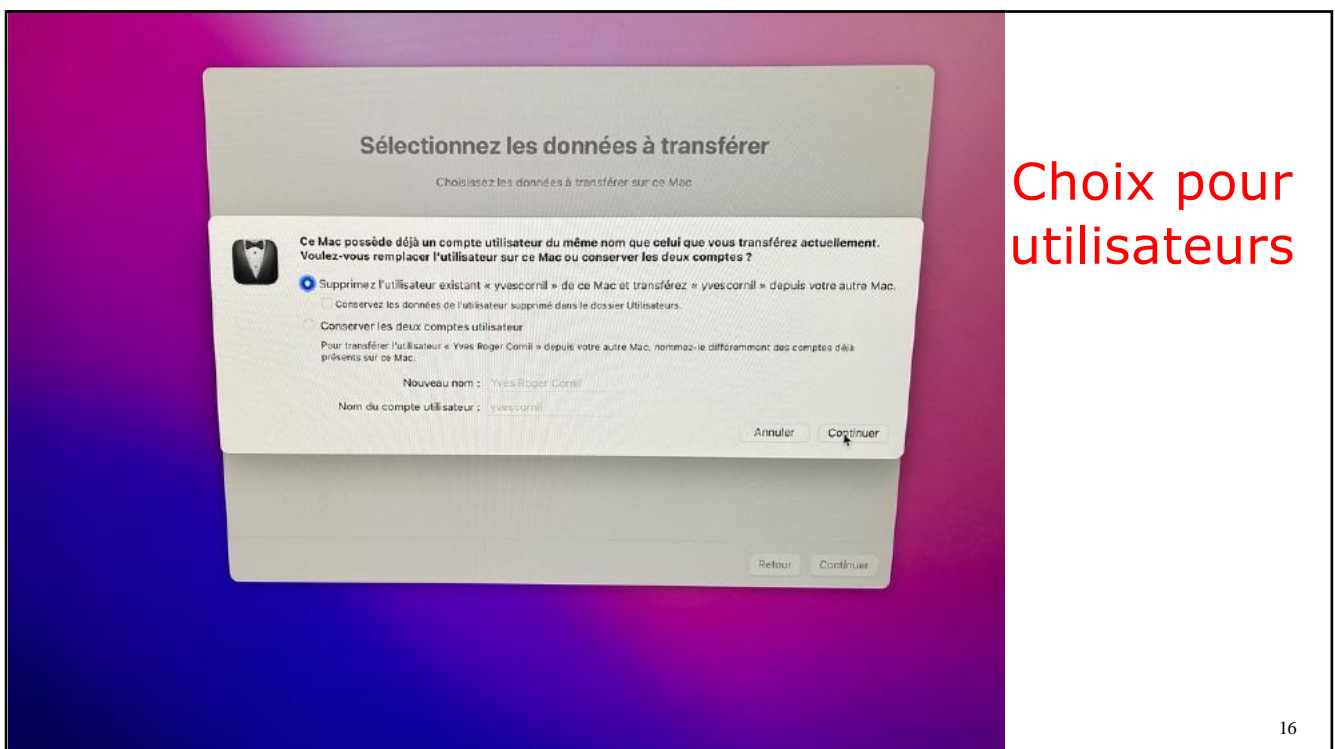 Sélectionnez les données à transférer
Choisissez les données à transférer sur ce Mac
Ce Mac possède déjà un compte utilisateur du même nom que celui que vous transférez actuellement.
Voulez-vous remplacer l'utilisateur sur ce Mac ou conserver les deux comptes ?
Supprimez l'utilisateur existant « yvescornil » de ce Mac et transférez « yvescornil » depuis votre autre Mac.
Conservez les données de l'utilisateur supprimé dans le dossier Utilisateurs.
Conserver les deux comptes utilisateur
Pour transférer l'utilisateur « Yves Roger Cornil » depuis votre autre Mac, nommez-le différemment des comptes déjà
présents sur ce Mac.
Nouveau nom : Yves Roger Cornil
Nom du compte utilisateur : yvescornil
Annuler Continuer
Retour Continuer
Choix pour
utilisateurs
16